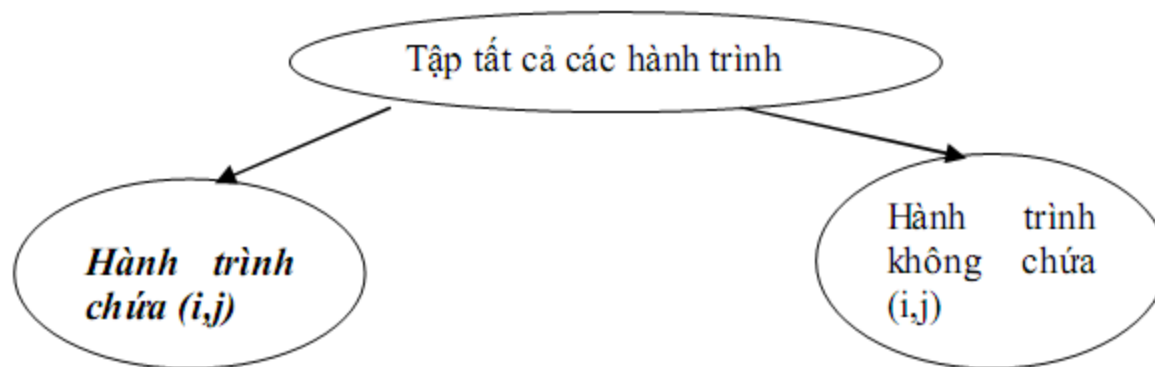 Tập tất cả các hành trình
Hành trình
chứa (i,j)
Hành trình
không chứa
(i,j)